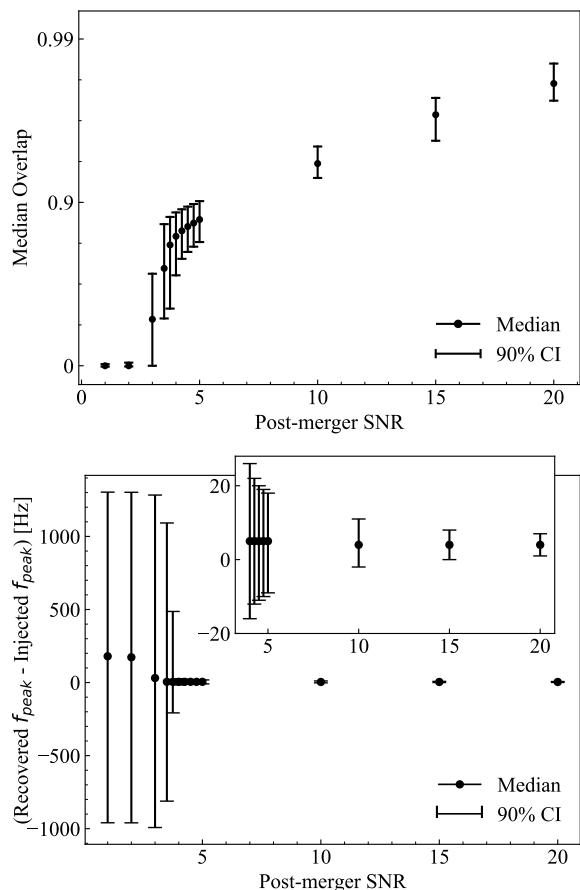 0.99
0.9
0
Median Overlap
Median
90% CI
0 5 10 15 20
Post-merger SNR
20
0
−20
5 10 15 20
1000
500
0
−500
−1000
(Recovered f_peak - Injected f_peak) [Hz]
Median
90% CI
5 10 15 20
Post-merger SNR